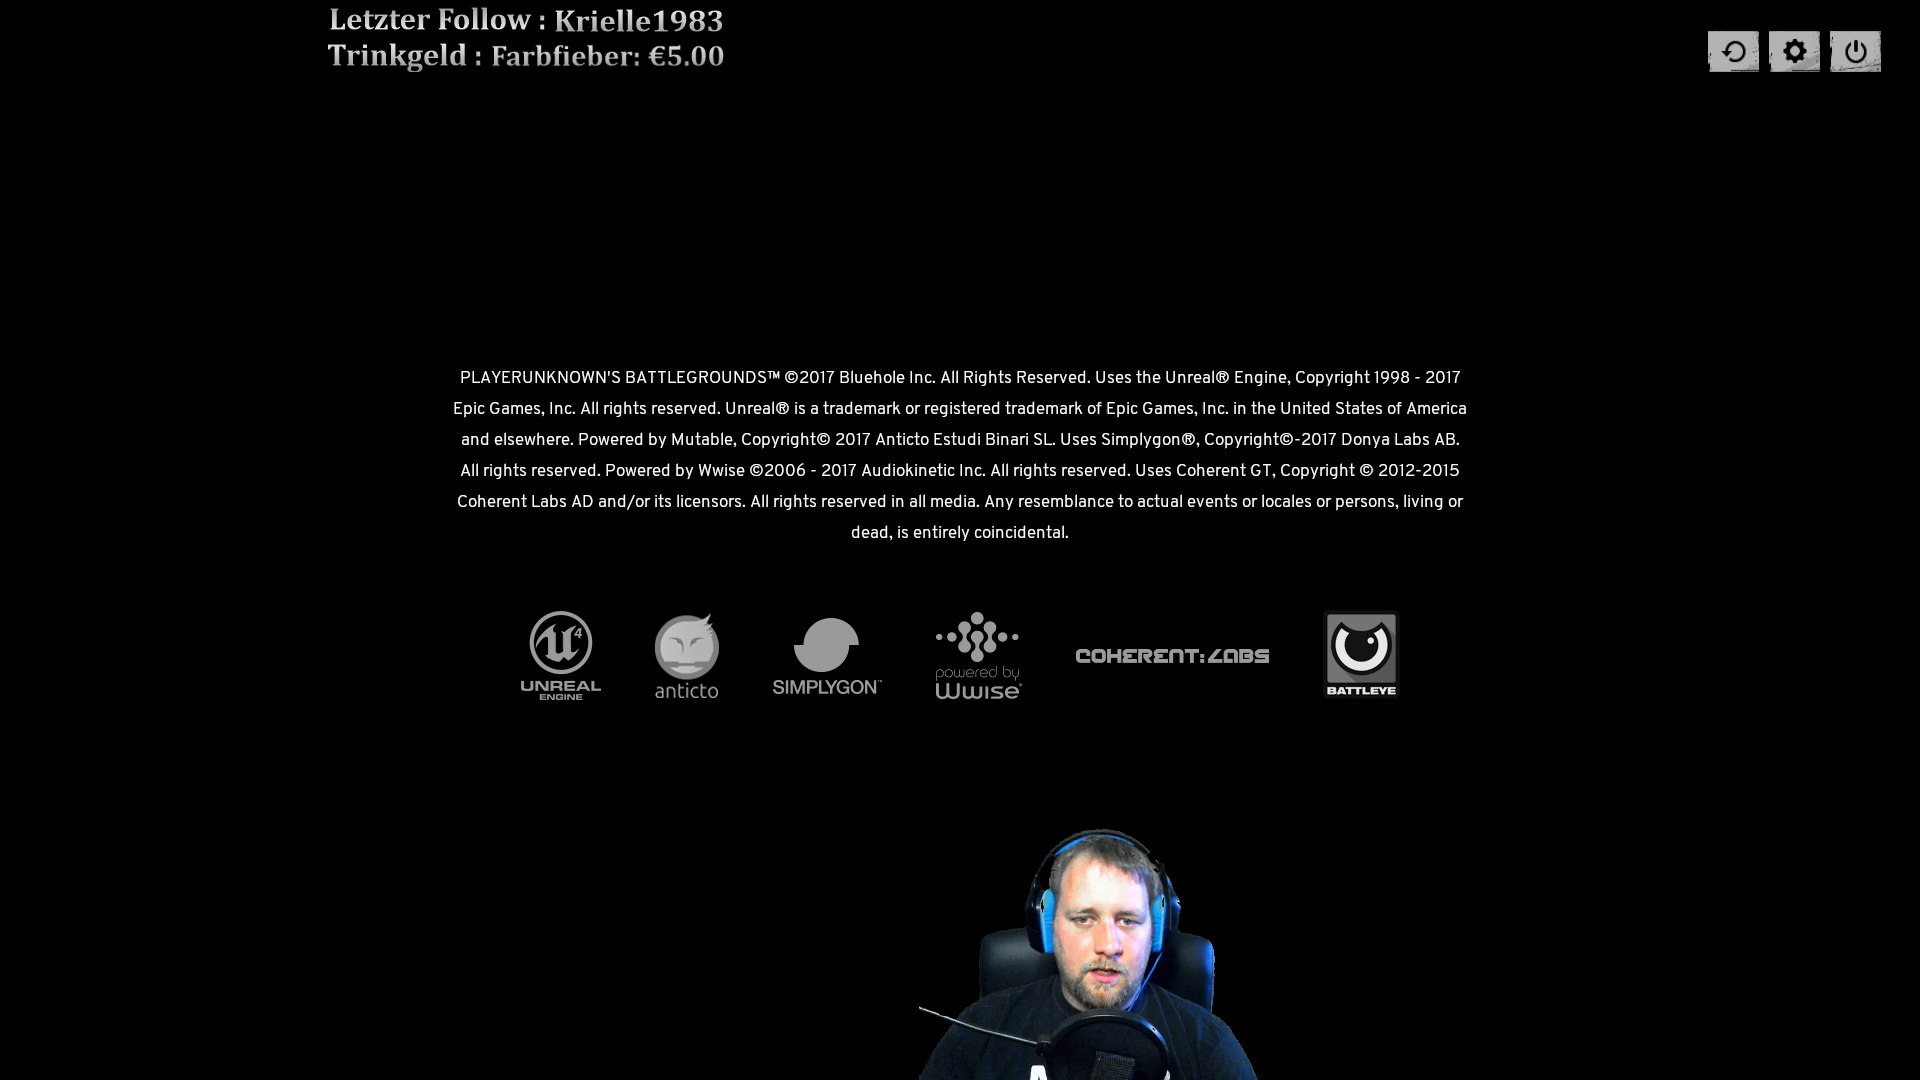 Letzter Follow : Krielle1983
Trinkgeld : Farbfieber: €5.00
PLAYERUNKNOWN'S BATTLEGROUNDS™ ©2017 Bluehole Inc. All Rights Reserved. Uses the Unreal® Engine, Copyright 1998 - 2017
Epic Games, Inc. All rights reserved. Unreal® is a trademark or registered trademark of Epic Games, Inc. in the United States of America
and elsewhere. Powered by Mutable, Copyright© 2017 Anticto Estudi Binari SL. Uses Simplygon®, Copyright©-2017 Donya Labs AB.
All rights reserved. Powered by Wwise ©2006 - 2017 Audiokinetic Inc. All rights reserved. Uses Coherent GT, Copyright © 2012-2015
Coherent Labs AD and/or its licensors. All rights reserved in all media. Any resemblance to actual events or locales or persons, living or
dead, is entirely coincidental.
U4
UNREAL
ENGINE
anticto
SIMPLYGON™
powered by
Wwise®
COHERENT:LABS
BATTLEYE